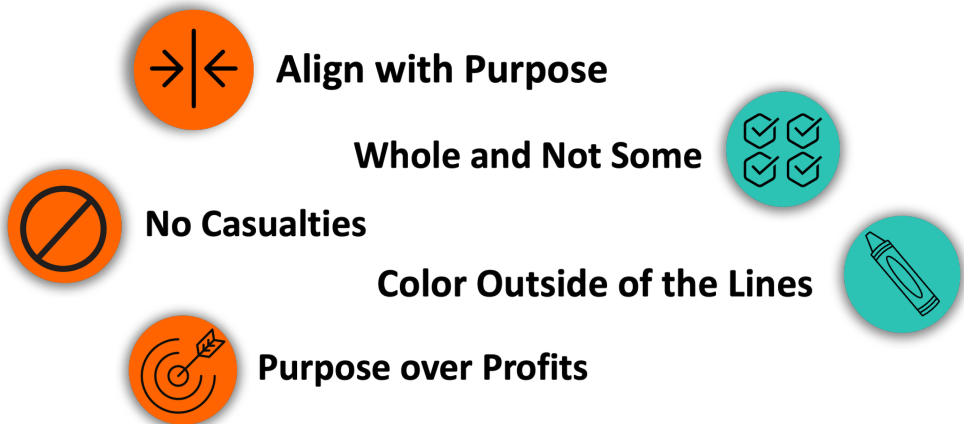 Align with Purpose
Whole and Not Some
No Casualties
Color Outside of the Lines
Purpose over Profits